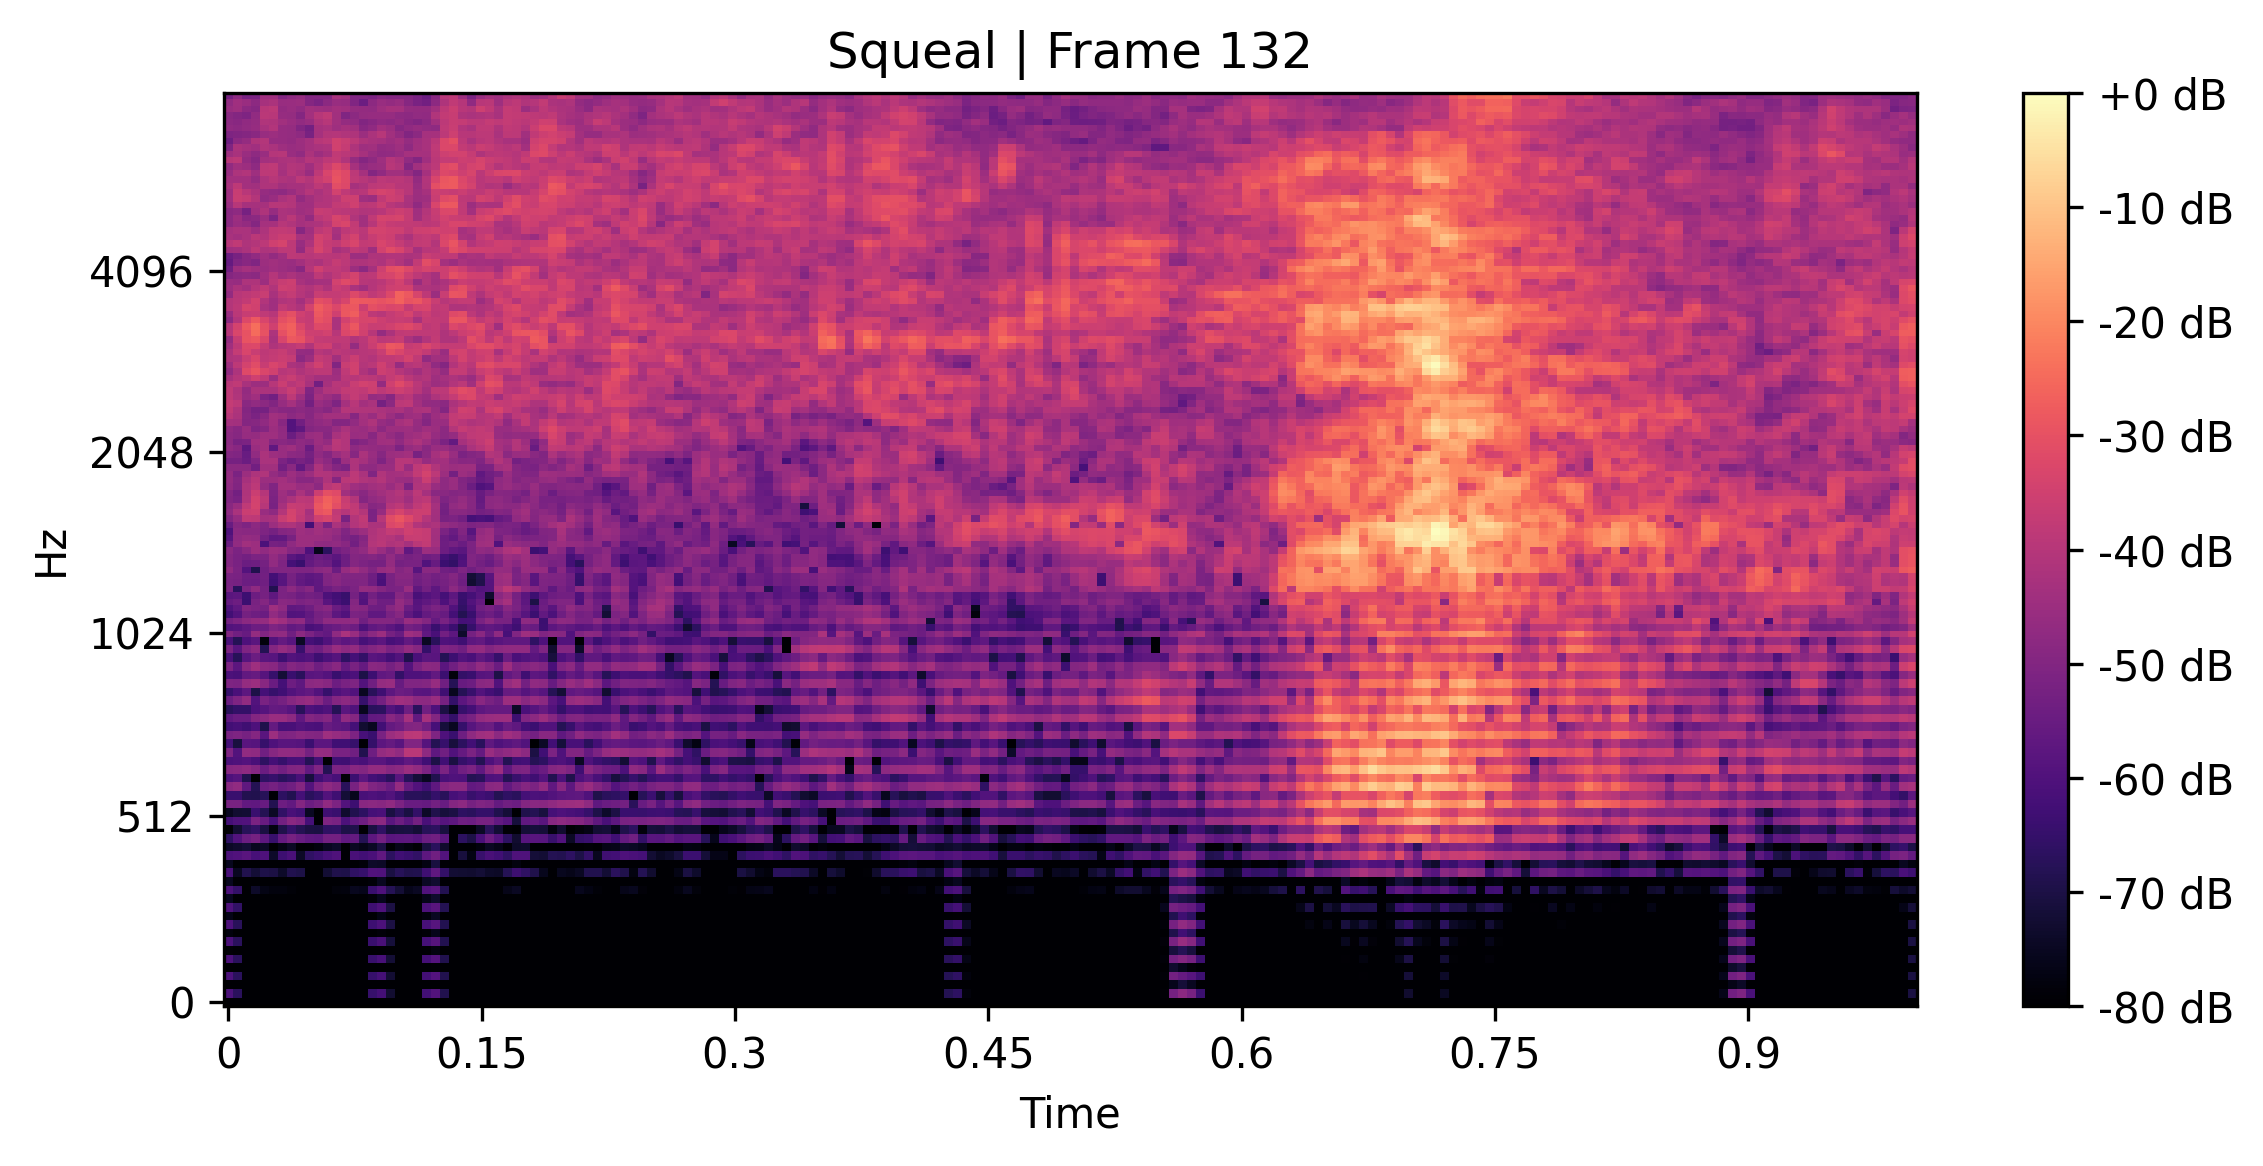 Squeal | Frame 132
Hz
4096
2048
1024
512
0
0 0.15 0.3 0.45 0.6 0.75 0.9
Time
+0 dB
-10 dB
-20 dB
-30 dB
-40 dB
-50 dB
-60 dB
-70 dB
-80 dB